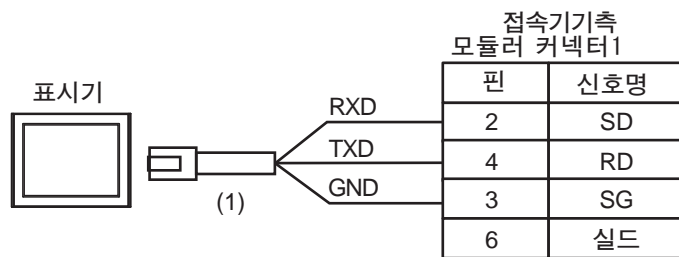 접속기기측
모듈러 커넥터1
핀 신호명
표시기
RXD 2 SD
TXD 4 RD
GND 3 SG
(1)
6 실드